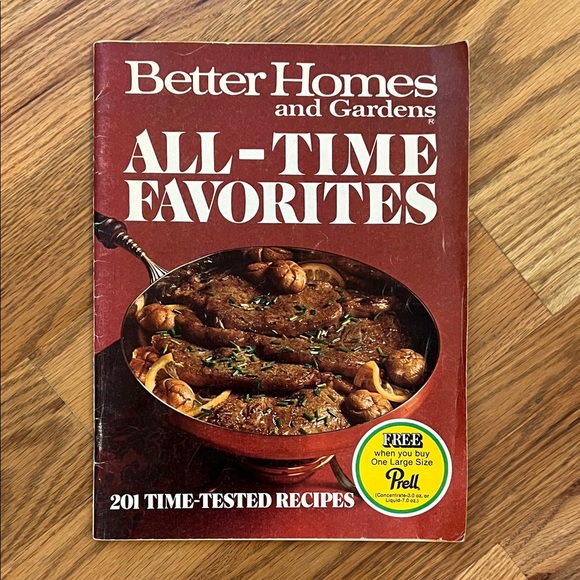 Better Homes
and Gardens
R
ALL-TIME
FAVORITES
201 TIME-TESTED RECIPES
FREE
when you buy
One Large Size
Prell
(Concentrate-3.0 oz. or
Liquid-7.0 oz.)